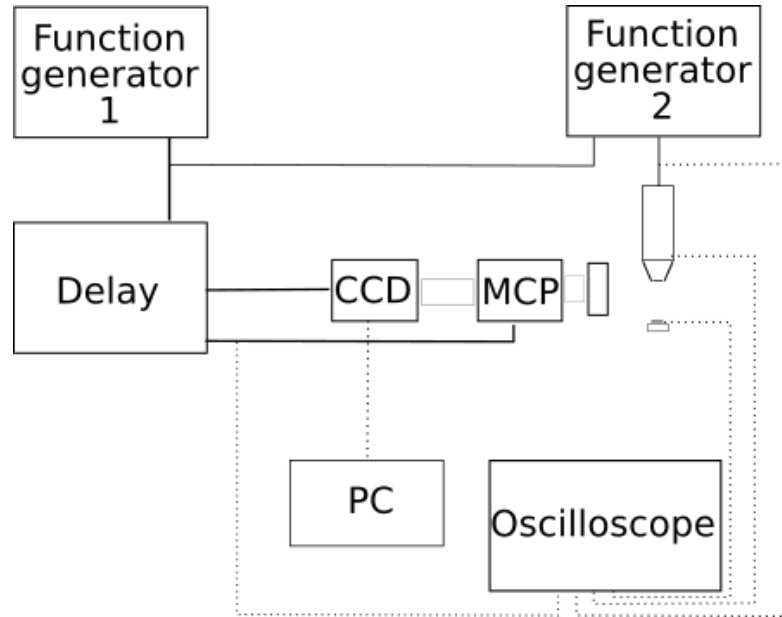 Function
generator
1
Function
generator
2
Delay
CCD
MCP
PC
Oscilloscope